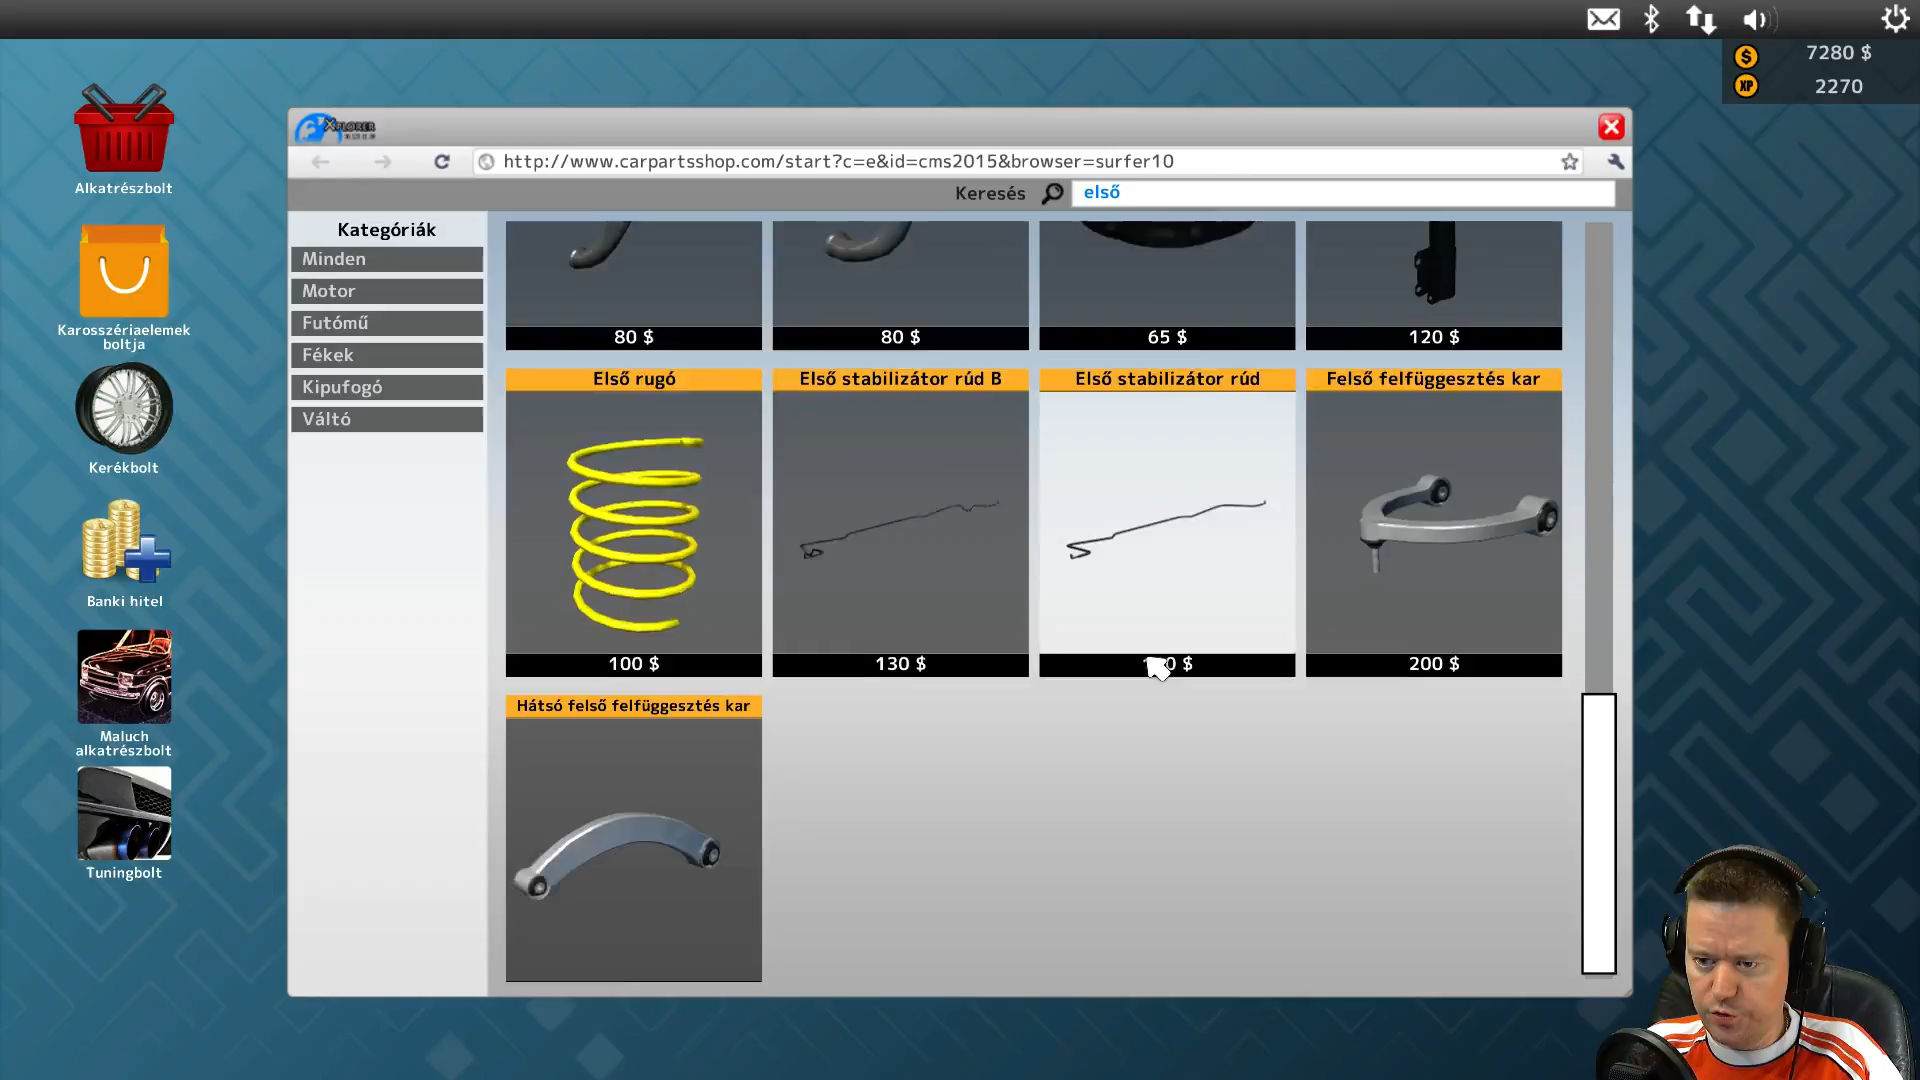 7280 $
2270
XPLORER
http://www.carpartsshop.com/start?c=e&id=cms2015&browser=surfer10
Keresés
első
Kategóriák
Minden
Motor
Futómű
Fékek
Kipufogó
Váltó
Alkatrészbolt
Karosszériaelemek
boltja
Kerékbolt
Banki hitel
Maluch
alkatrészbolt
Tuningbolt
80 $
80 $
65 $
120 $
Első rugó
Első stabilizátor rúd B
Első stabilizátor rúd
Felső felfüggesztés kar
100 $
130 $
$
200 $
Hátsó felső felfüggesztés kar